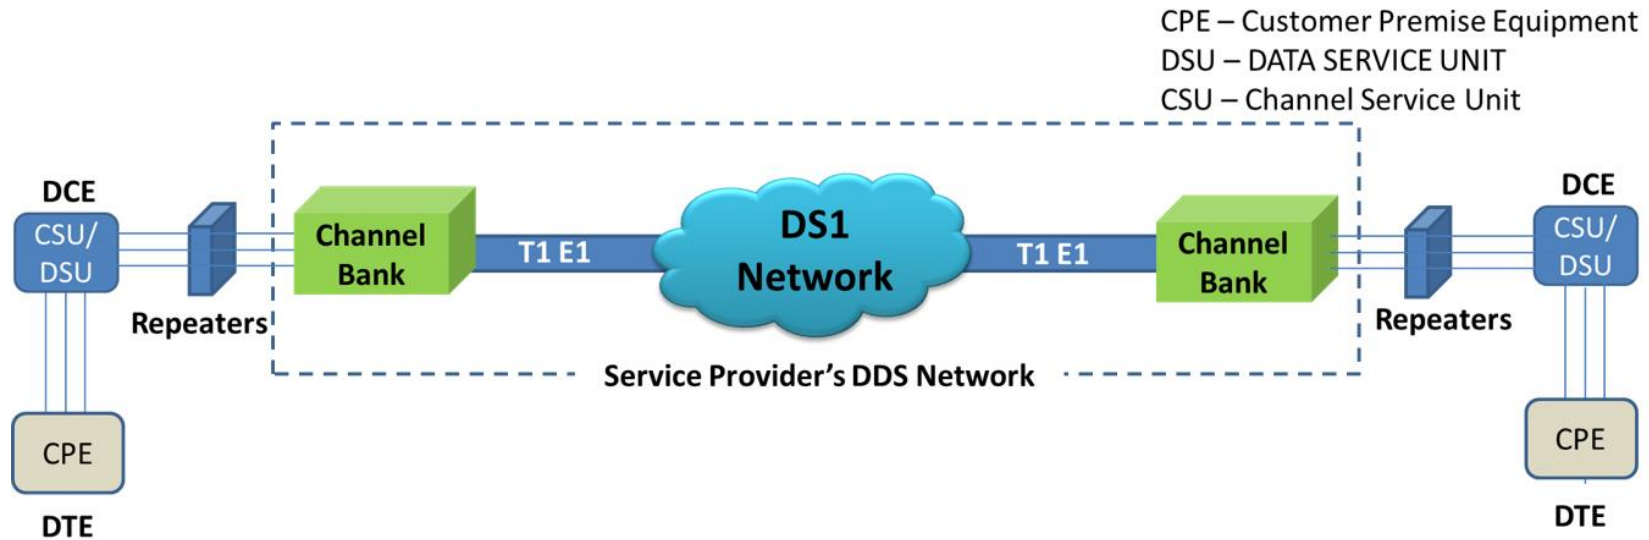 CPE – Customer Premise Equipment
DSU – DATA SERVICE UNIT
CSU – Channel Service Unit
DCE
CSU/
DSU
Repeaters
CPE
DTE
Channel
Bank
T1 E1
DS1
Network
T1 E1
Channel
Bank
Service Provider’s DDS Network
DCE
CSU/
DSU
Repeaters
CPE
DTE